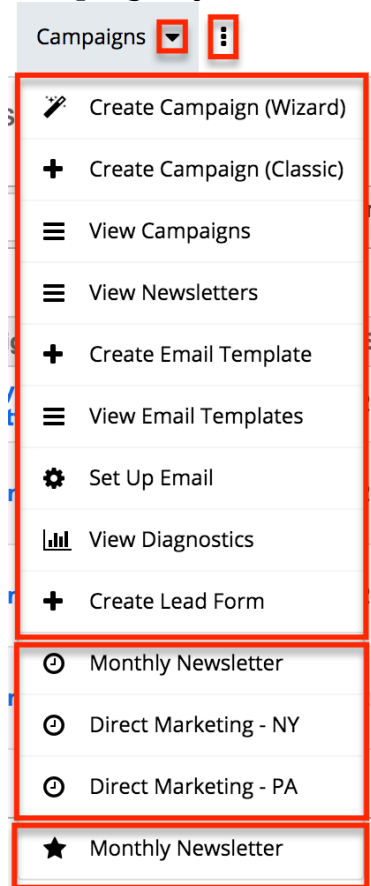 Campaigns
Create Campaign (Wizard)
Create Campaign (Classic)
View Campaigns
View Newsletters
Create Email Template
View Email Templates
Set Up Email
View Diagnostics
Create Lead Form
Monthly Newsletter
Direct Marketing - NY
Direct Marketing - PA
Monthly Newsletter